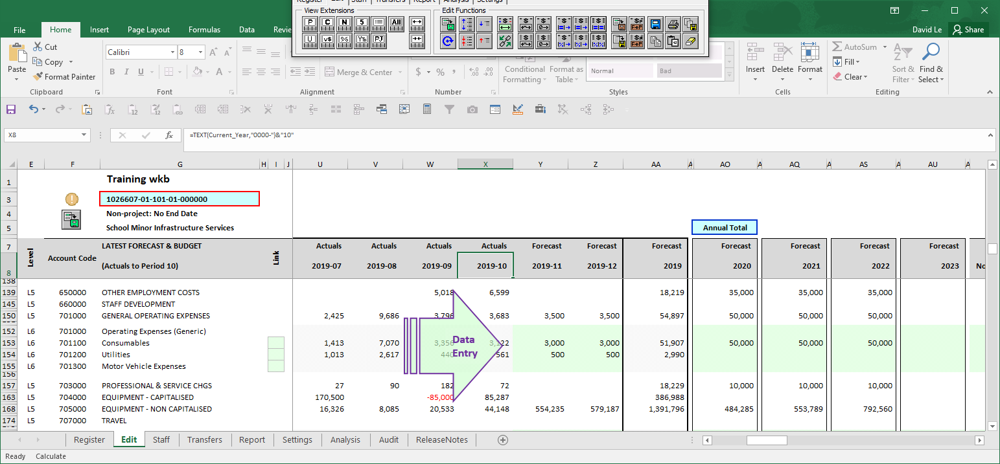 Register Edit Staff Transfers Report Analysis Settings
View Extensions Edit Functions
P C N 5 All
U v$ % YTD PJ
File Home Insert Page Layout Formulas Data Revie
David Le Share
Paste
Cut
Copy
Format Painter
Clipboard
Calibri 8
B I U A
Font
Merge & Center
Alignment
$ % ,
Number
Conditional Formatting
Format as Table
Normal Bad
Styles
Insert Delete Format
Cells
AutoSum
Fill
Clear
Sort & Filter
Find & Select
Editing
X8 fx =TEXT(Current_Year,"0000-")&"10"
E F G H I J U V W X Y Z AA A AO A AQ A AS A AU A
1 Training wkb
3 1026607-01-101-01-000000
4 Non-project: No End Date
5 School Minor Infrastructure Services Annual Total
7 LATEST FORECAST & BUDGET Actuals Actuals Actuals Actuals Forecast Forecast Forecast Forecast Forecast Forecast Forecast
Level Account Code Link
8 (Actuals to Period 10) 2019-07 2019-08 2019-09 2019-10 2019-11 2019-12 2019 2020 2021 2022 2023 No
138
139 L5 650000 OTHER EMPLOYMENT COSTS 5,018 6,599 18,219 35,000 35,000 35,000
145 L5 660000 STAFF DEVELOPMENT
150 L5 701000 GENERAL OPERATING EXPENSES 2,425 9,686 3,796 3,683 3,500 3,500 54,897 50,000 50,000 50,000
152 L6 701000 Operating Expenses (Generic)
153 L6 701100 Consumables 1,413 7,070 3,356 3,122 3,000 3,000 51,907 50,000 50,000 50,000
154 L6 701200 Utilities 1,013 2,617 440 561 500 500 2,990
Data
Entry
155 L6 701300 Motor Vehicle Expenses
156
157 L5 703000 PROFESSIONAL & SERVICE CHGS 27 90 182 72 18,229 10,000 10,000 10,000
163 L5 704000 EQUIPMENT - CAPITALISED 170,500 -85,000 85,287 386,988
168 L5 705000 EQUIPMENT - NON CAPITALISED 16,326 8,085 20,533 44,148 554,235 579,187 1,391,796 484,285 553,789 792,560
174 L5 707000 TRAVEL
Register Edit Staff Transfers Report Settings Analysis Audit ReleaseNotes
Ready Calculate